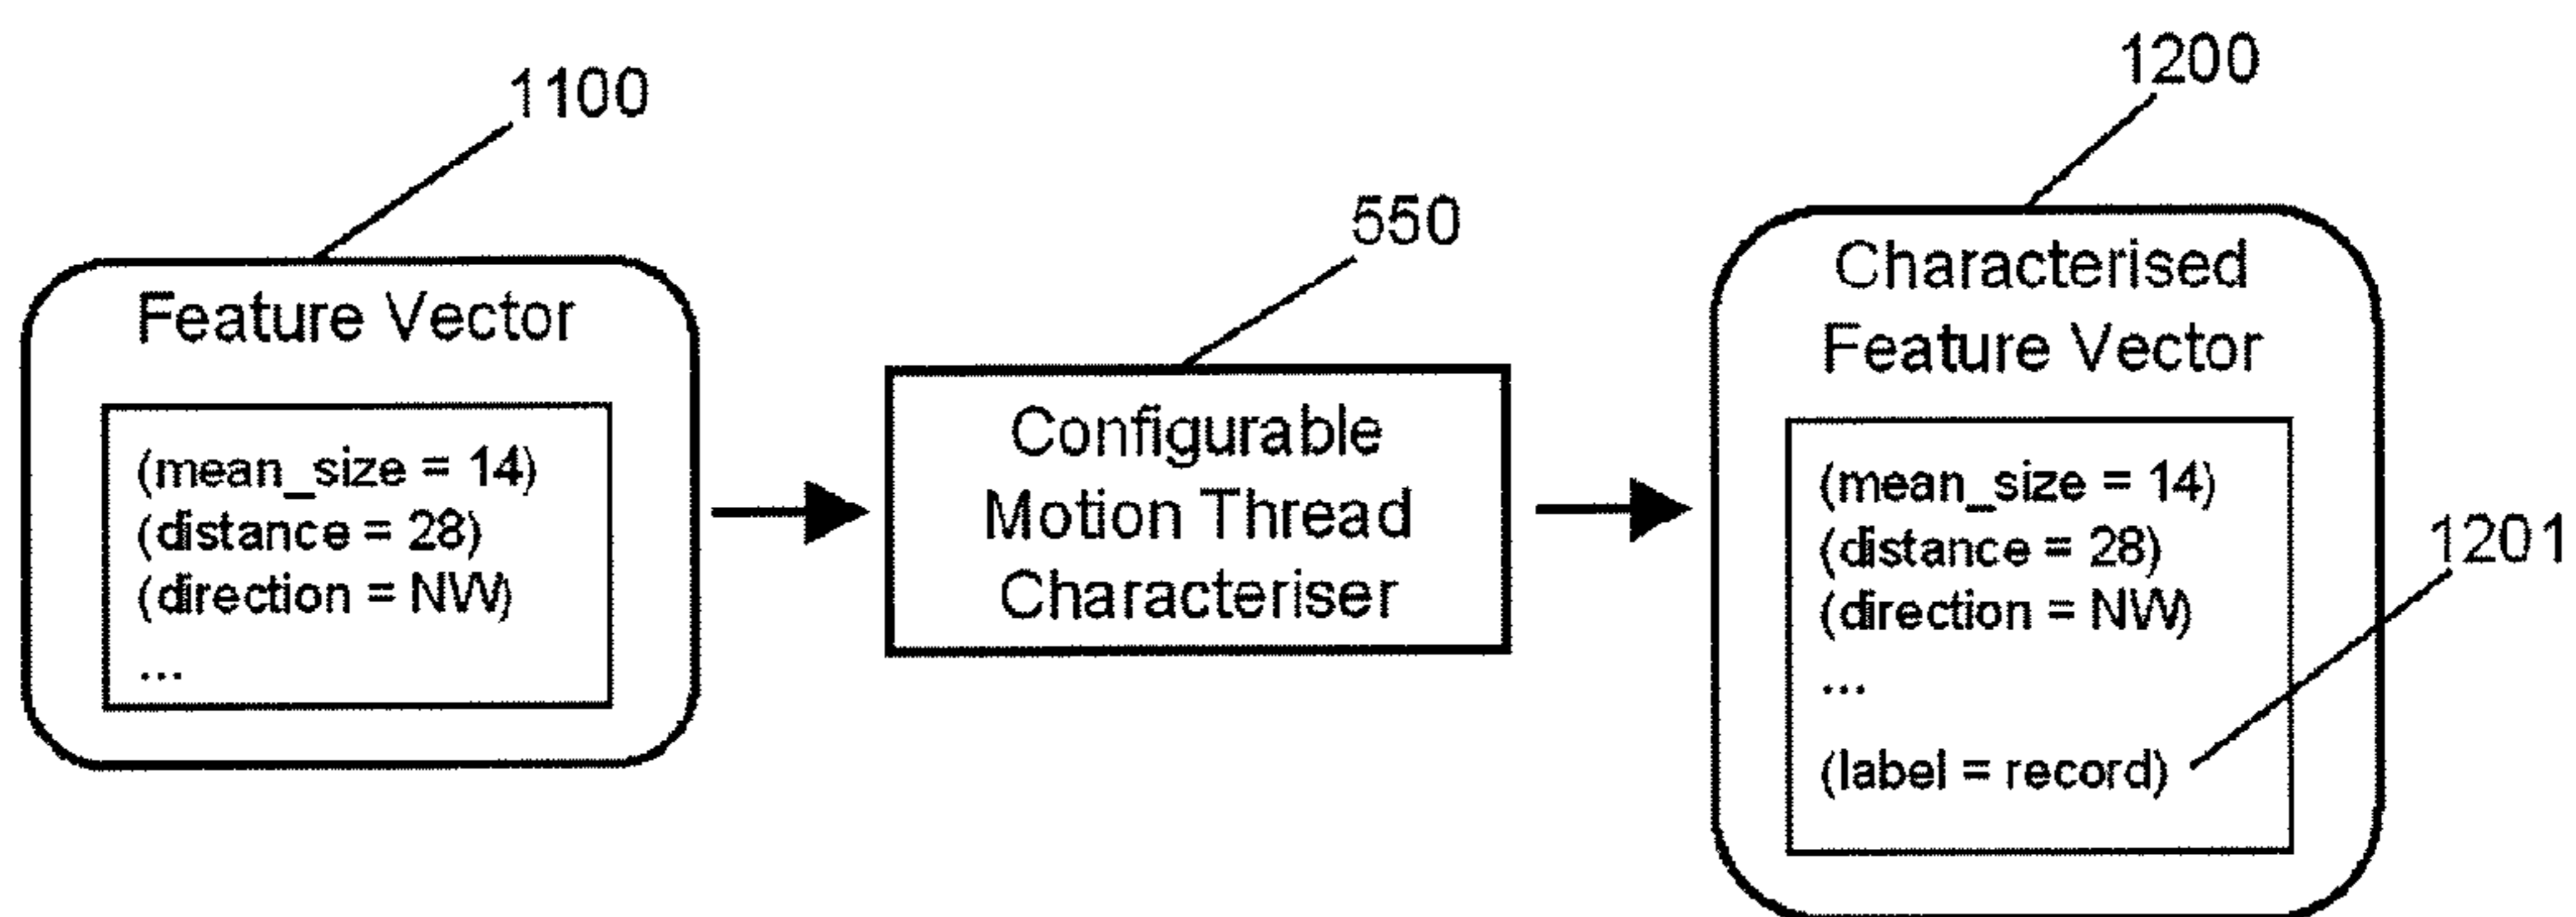 1100
Feature Vector
(mean_size = 14)
(distance = 28)
(direction = NW)
...
550
Configurable
Motion Thread
Characteriser
1200
Characterised
Feature Vector
(mean_size = 14)
(distance = 28)
(direction = NW)
...
(label = record)
1201